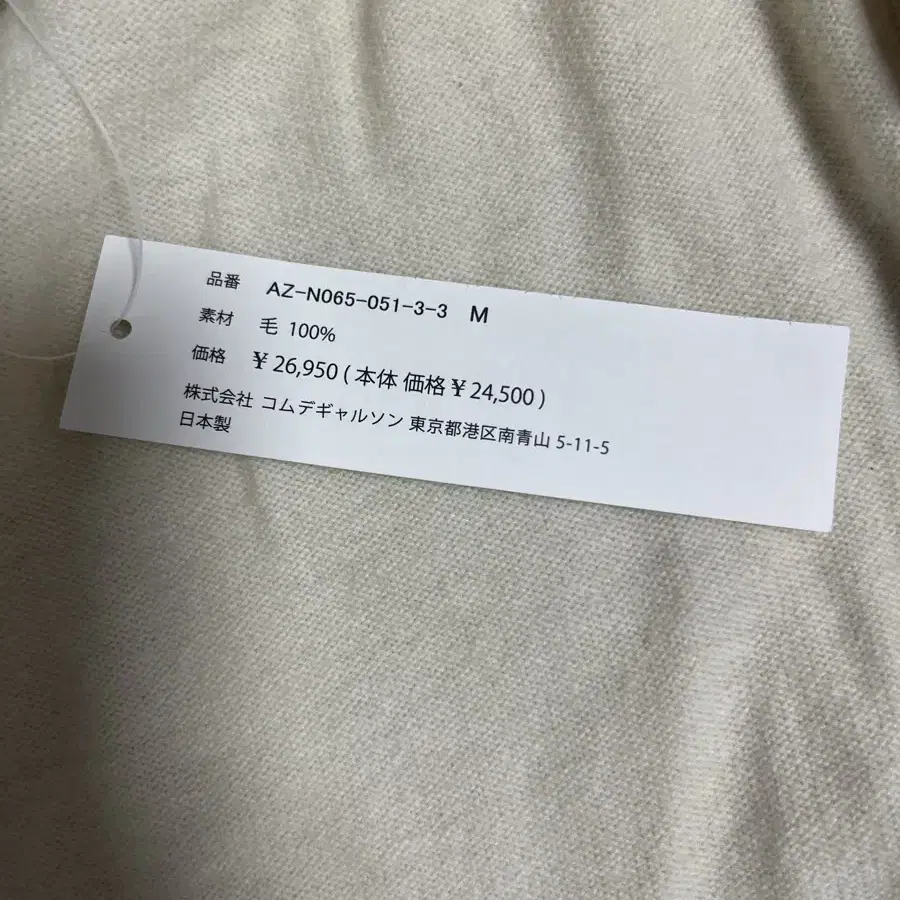 品番 AZ-N065-051-3-3 M
素材 毛 100%
価格 ¥ 26,950 ( 本体 価格 ¥ 24,500 )
株式会社 コムデギャルソン 東京都港区南青山 5-11-5
日本製